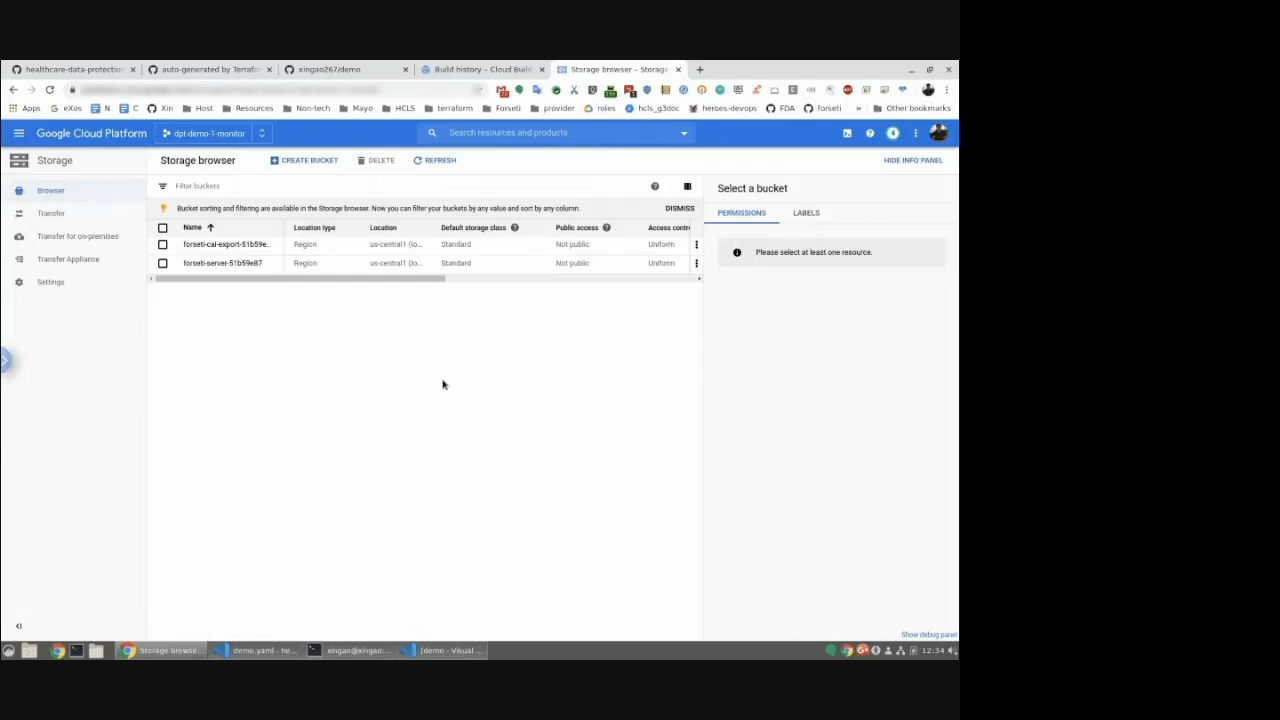 healthcare-data-protection
auto-generated by Terrafo
xingao267/demo
Build history – Cloud Build
Storage browser – Storage
Apps
eXos
N
C
Xin
Host
Resources
Non-tech
Mayo
HCLS
terraform
Forseti
provider
roles
hcls_g3doc
heroes-devops
FDA
forseti
»
Other bookmarks
Google Cloud Platform
dpt-demo-1-monitor
Search resources and products
4
Storage
Storage browser
CREATE BUCKET
DELETE
REFRESH
HIDE INFO PANEL
Browser
Transfer
Transfer for on-premises
Transfer Appliance
Settings
Filter buckets
Bucket sorting and filtering are available in the Storage browser. Now you can filter your buckets by any value and sort by any column.
DISMISS
Name Location type Location Default storage class Public access Access contro
forseti-cai-export-51b59e... Region us-central1 (Io... Standard Not public Uniform
forseti-server-51b59e87 Region us-central1 (Io... Standard Not public Uniform
Select a bucket
PERMISSIONS
LABELS
Please select at least one resource.
Show debug panel
Storage browse...
demo.yaml - he...
xingao@xingao:...
[demo - Visual ...
12:34